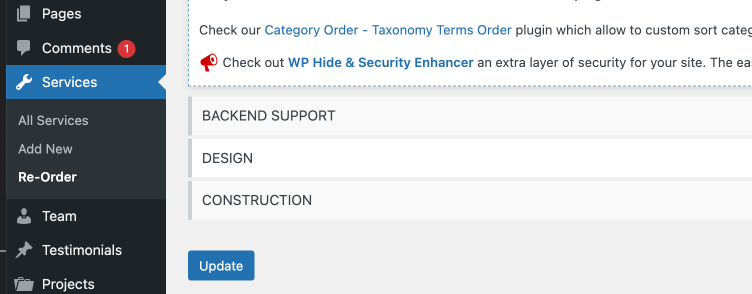 Pages
Comments 1
Services
All Services
Add New
Re-Order
Team
Testimonials
Projects
Check our Category Order - Taxonomy Terms Order plugin which allow to custom sort categ
Check out WP Hide & Security Enhancer an extra layer of security for your site. The ea
BACKEND SUPPORT
DESIGN
CONSTRUCTION
Update